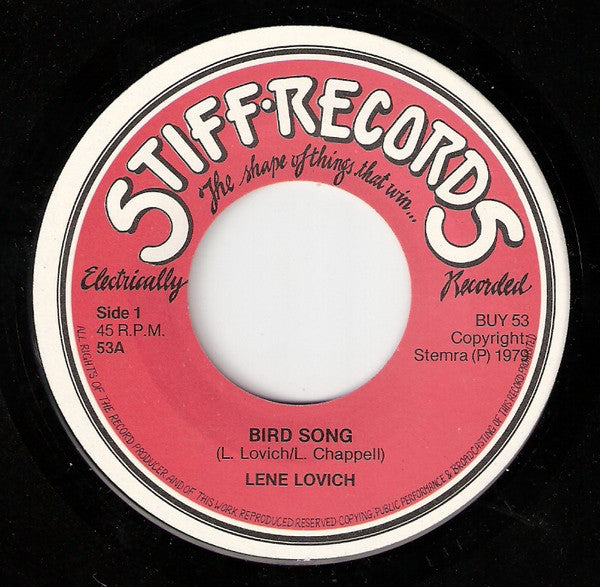 STIFF·RECORDS
The shape of things that win...
Electrically
Recorded
Side 1
45 R.P.M.
53A
BUY 53
Copyright:
Stemra (P) 1979
BIRD SONG
(L. Lovich/L. Chappell)
LENE LOVICH
ALL RIGHTS OF THE RECORD PRODUCER AND OF THIS WORK REPRODUCED RESERVED COPYING, PUBLIC PERFORMANCE & BROADCASTING OF THIS RECORD PROHIBITED